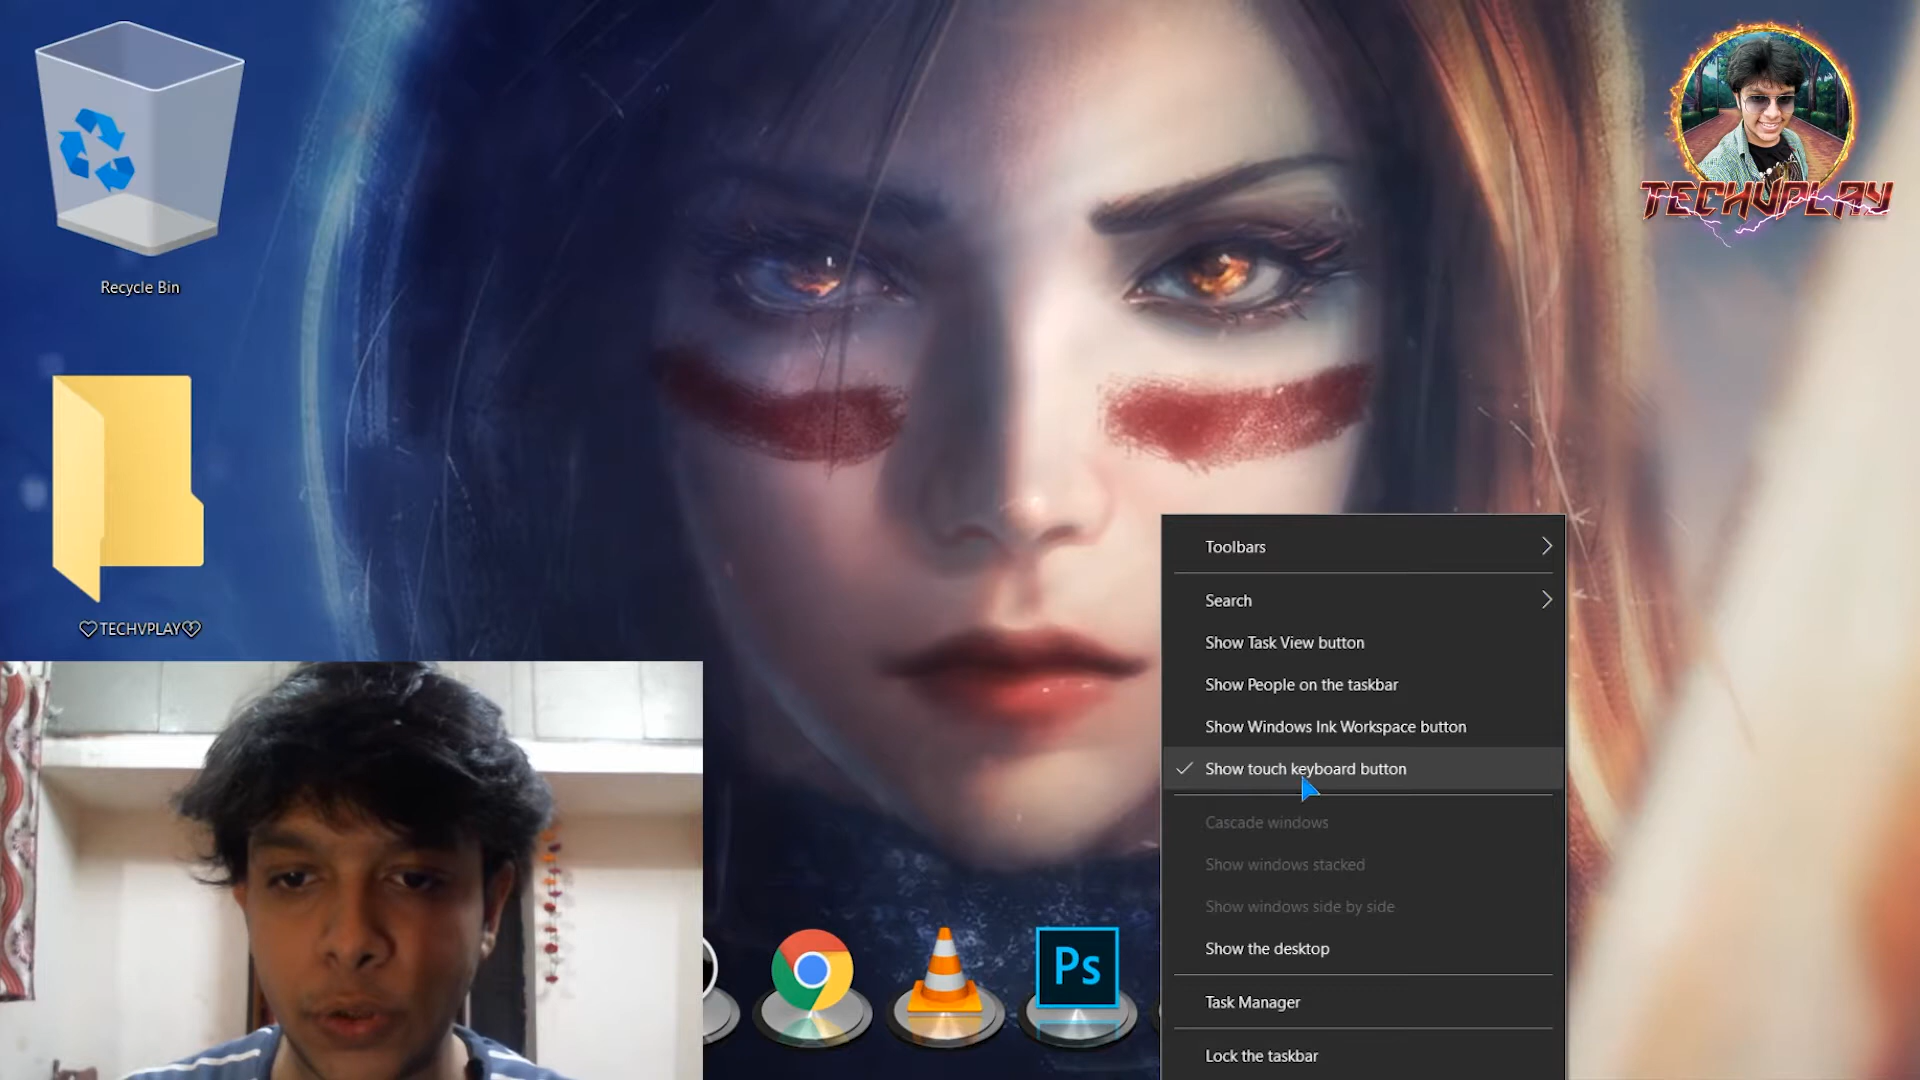 TECHVPLAY
Recycle Bin
♡TECHVPLAY♡
Toolbars
Search
Show Task View button
Show People on the taskbar
Show Windows Ink Workspace button
Show touch keyboard button
Cascade windows
Show windows stacked
Show windows side by side
Show the desktop
Task Manager
Lock the taskbar
Ps